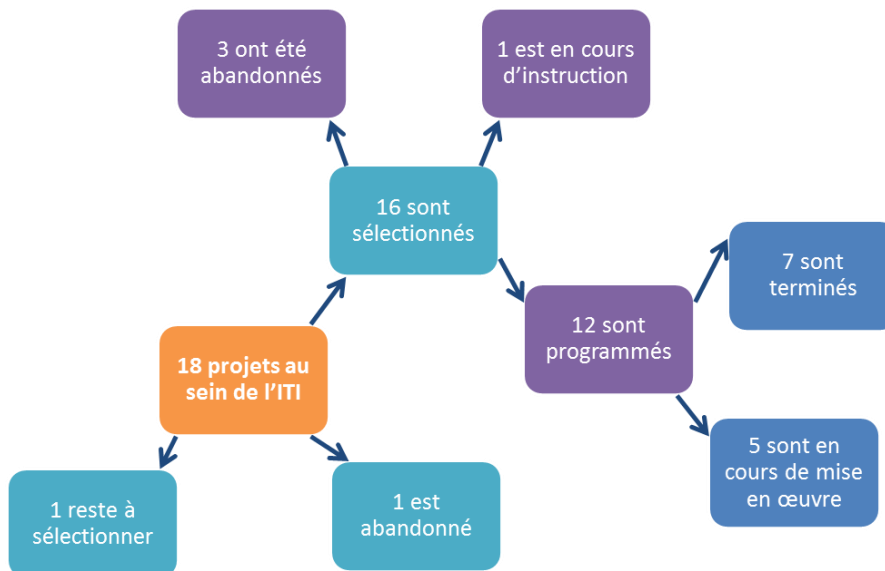 3 ont été
abandonnés
1 est en cours
d’instruction
16 sont
sélectionnés
7 sont
terminés
12 sont
programmés
18 projets au
sein de l’ITI
5 sont en
cours de mise
en œuvre
1 reste à
sélectionner
1 est
abandonné